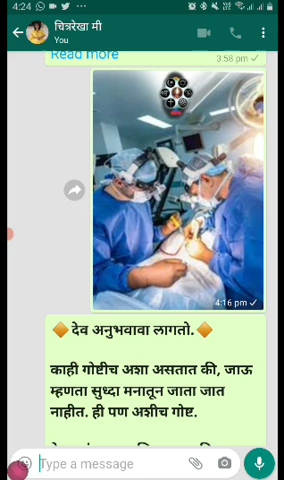 4:24
चित्ररेखा मी
You
Read more
3:58 pm
4:16 pm
🔶देव अनुभवावा लागतो.🔶
काही गोष्टीच अशा असतात की, जाऊ
म्हणता सुध्दा मनातून जाता जात
नाहीत. ही पण अशीच गोष्ट.
Type a message